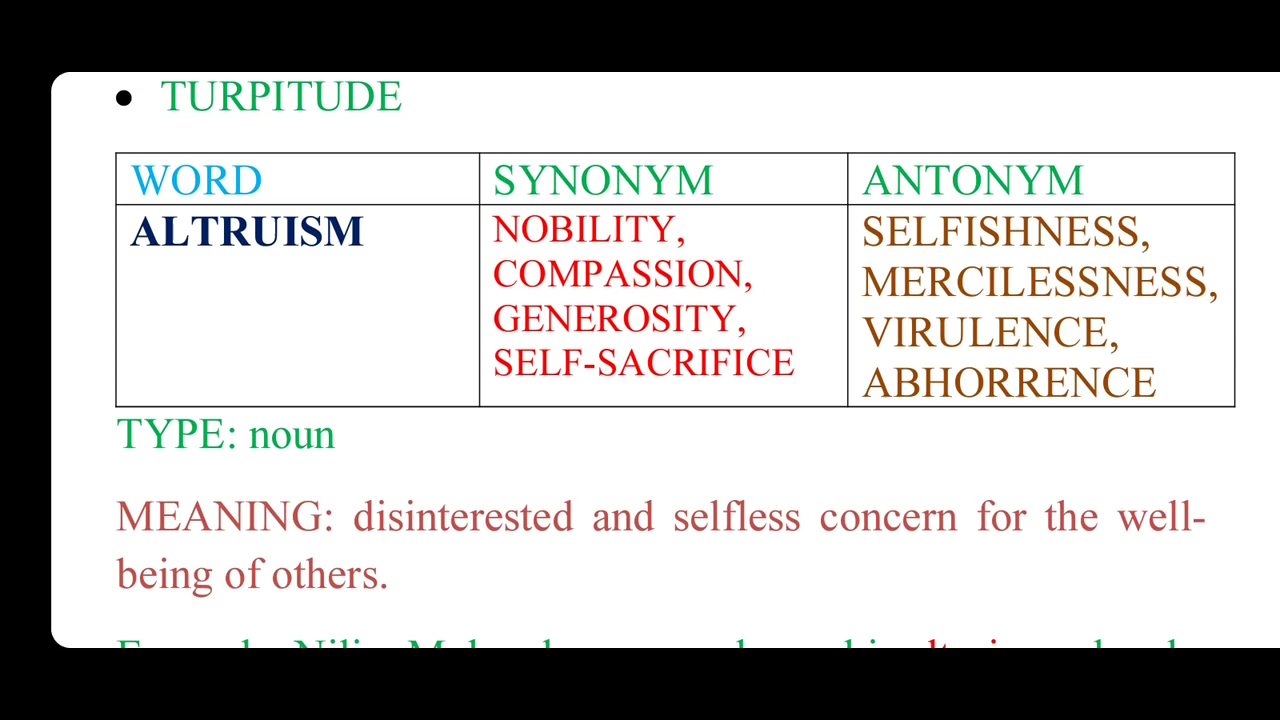 • TURPITUDE
WORD SYNONYM ANTONYM
ALTRUISM
NOBILITY,
COMPASSION,
GENEROSITY,
SELF-SACRIFICE
SELFISHNESS,
MERCILESSNESS,
VIRULENCE,
ABHORRENCE
TYPE: noun
MEANING: disinterested and selfless concern for the well-
being of others.